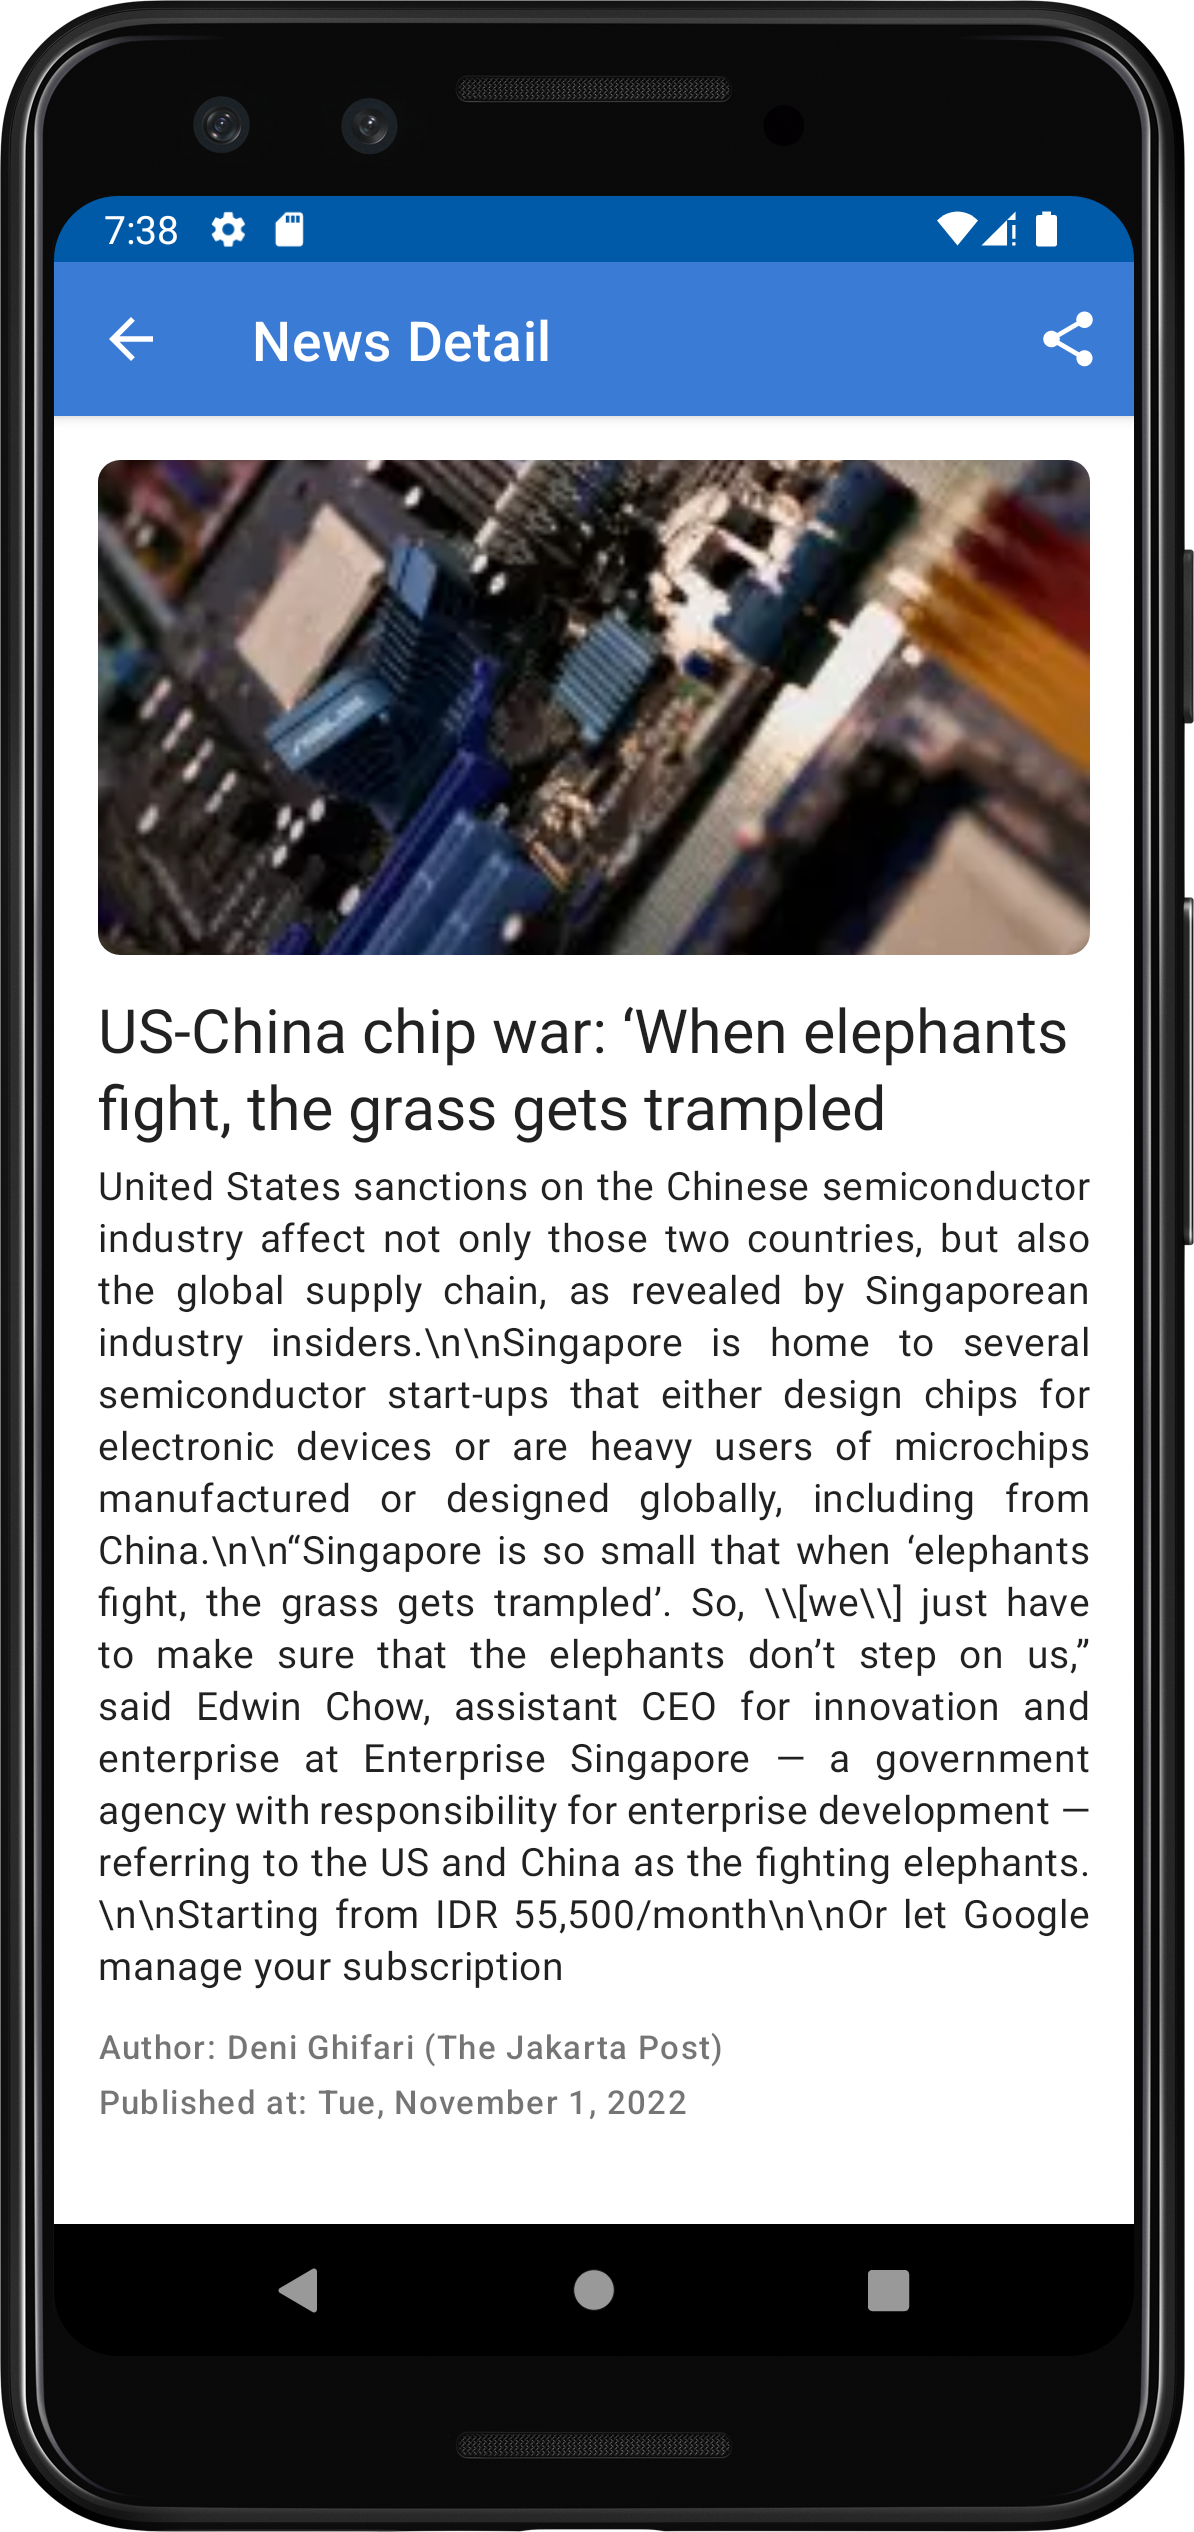 7:38
News Detail
US-China chip war: ‘When elephants
fight, the grass gets trampled
United States sanctions on the Chinese semiconductor
industry affect not only those two countries, but also
the global supply chain, as revealed by Singaporean
industry insiders.\n\nSingapore is home to several
semiconductor start-ups that either design chips for
electronic devices or are heavy users of microchips
manufactured or designed globally, including from
China.\n\n“Singapore is so small that when ‘elephants
fight, the grass gets trampled’. So, \\[we\\] just have
to make sure that the elephants don’t step on us,”
said Edwin Chow, assistant CEO for innovation and
enterprise at Enterprise Singapore — a government
agency with responsibility for enterprise development —
referring to the US and China as the fighting elephants.
\n\nStarting from IDR 55,500/month\n\nOr let Google
manage your subscription
Author: Deni Ghifari (The Jakarta Post)
Published at: Tue, November 1, 2022